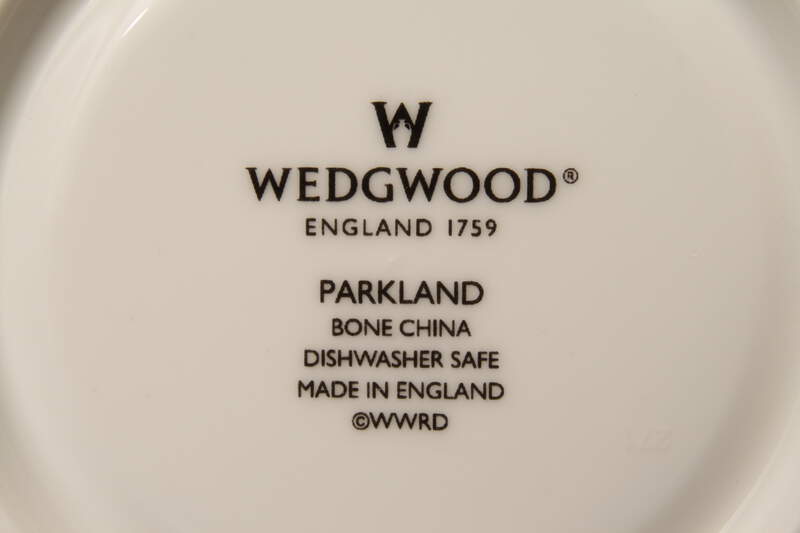 W
WEDGWOOD®
ENGLAND 1759
PARKLAND
BONE CHINA
DISHWASHER SAFE
MADE IN ENGLAND
©WWRD